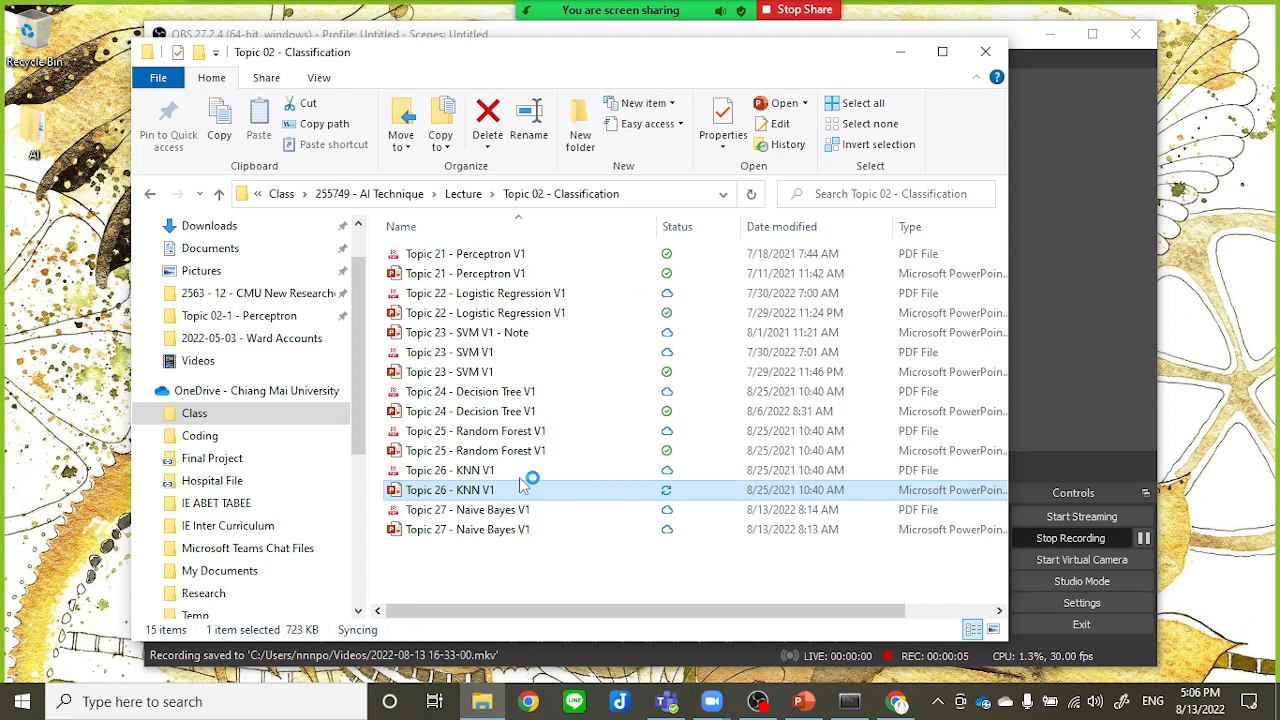 You are screen sharing
Stop Share
OBS 27.2.4 (64-bit, windows) - Profile: Untitled - Scenes: Untitled
Recycle Bin
Topic 02 - Classification
File
Home
Share
View
Pin to Quick access
Copy
Paste
Cut
Copy path
Paste shortcut
Clipboard
Move to
Copy to
Delete
Rename
Organize
New folder
New item
Easy access
New
Properties
Open
Edit
History
Open
Select all
Select none
Invert selection
Select
AI
« Class > 255749 - AI Technique > Lecture > Topic 02 - Classification
Search Topic 02 - Classification
Downloads
Documents
Pictures
2563 - 12 - CMU New Research
Topic 02-1 - Perceptron
2022-05-03 - Ward Accounts
Videos
OneDrive - Chiang Mai University
Class
Coding
Final Project
Hospital File
IE ABET TABEE
IE Inter Curriculum
Microsoft Teams Chat Files
My Documents
Research
Temp
Name Status Date modified Type
Topic 21 - Perceptron V1 7/18/2021 7:44 AM PDF File
Topic 21 - Perceptron V1 7/11/2021 11:42 AM Microsoft PowerPoin...
Topic 22 - Logistic Regression V1 7/30/2022 7:00 AM PDF File
Topic 22 - Logistic Regression V1 7/29/2022 11:24 PM Microsoft PowerPoin...
Topic 23 - SVM V1 - Note 8/1/2021 11:21 AM Microsoft PowerPoin...
Topic 23 - SVM V1 7/30/2022 7:01 AM PDF File
Topic 23 - SVM V1 7/29/2022 11:46 PM Microsoft PowerPoin...
Topic 24 - Decision Tree V1 8/25/2021 10:40 AM PDF File
Topic 24 - Decision Tree V1 8/6/2022 8:31 AM Microsoft PowerPoin...
Topic 25 - Random Forest V1 8/25/2021 10:40 AM PDF File
Topic 25 - Random Forest V1 8/25/2021 10:40 AM Microsoft PowerPoin...
Topic 26 - KNN V1 8/25/2021 10:40 AM PDF File
Topic 26 - KNN V1 8/25/2021 10:40 AM Microsoft PowerPoin...
Topic 27 - Naive Bayes V1 8/13/2022 8:14 AM PDF File
Topic 27 - Naive Bayes V1 8/13/2022 8:13 AM Microsoft PowerPoin...
15 items 1 item selected 723 KB Syncing
Controls
Start Streaming
Stop Recording
Start Virtual Camera
Studio Mode
Settings
Exit
Recording saved to 'C:/Users/nnnpo/Videos/2022-08-13 16-33-00.mkv'
LIVE: 00:00:00 REC: 00:00:05 CPU: 1.3%, 30.00 fps
Type here to search
LINE
ENG
5:06 PM
8/13/2022